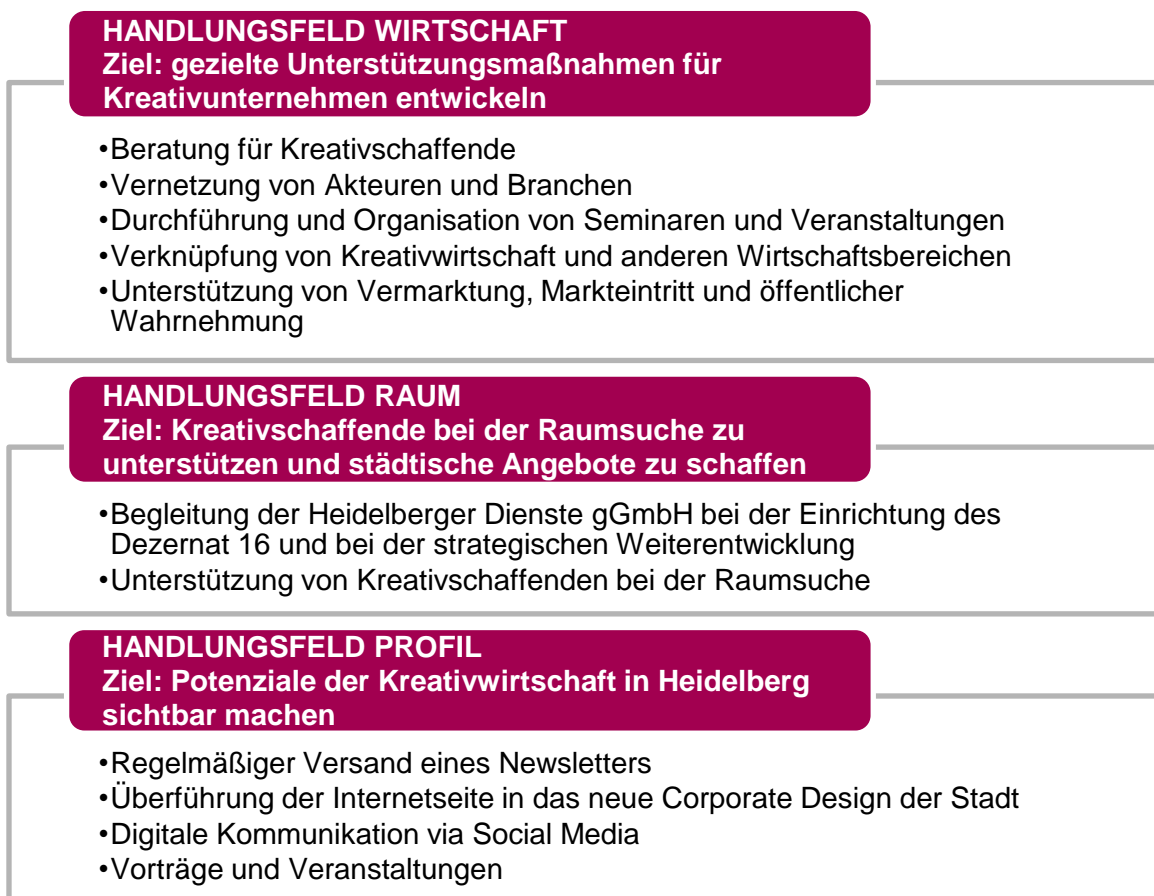 HANDLUNGSFELD WIRTSCHAFT
Ziel: gezielte Unterstützungsmaßnahmen für
Kreativunternehmen entwickeln
•Beratung für Kreativschaffende
•Vernetzung von Akteuren und Branchen
•Durchführung und Organisation von Seminaren und Veranstaltungen
•Verknüpfung von Kreativwirtschaft und anderen Wirtschaftsbereichen
•Unterstützung von Vermarktung, Markteintritt und öffentlicher
Wahrnehmung
HANDLUNGSFELD RAUM
Ziel: Kreativschaffende bei der Raumsuche zu
unterstützen und städtische Angebote zu schaffen
•Begleitung der Heidelberger Dienste gGmbH bei der Einrichtung des
Dezernat 16 und bei der strategischen Weiterentwicklung
•Unterstützung von Kreativschaffenden bei der Raumsuche
HANDLUNGSFELD PROFIL
Ziel: Potenziale der Kreativwirtschaft in Heidelberg
sichtbar machen
•Regelmäßiger Versand eines Newsletters
•Überführung der Internetseite in das neue Corporate Design der Stadt
•Digitale Kommunikation via Social Media
•Vorträge und Veranstaltungen